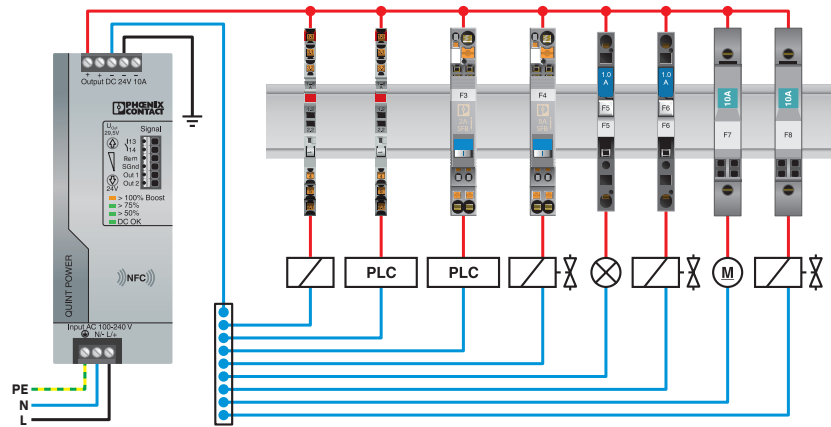 + + − − −
Output DC 24V 10A
PHOENIX
CONTACT
UOut
29,5V
24V
Signal
13
14
Rem
SGnd
Out 1
Out 2
> 100% Boost
> 75%
> 50%
DC OK
QUINT POWER
NFC
Input AC 100-240 V
N/- L/+
PE
N
L
F3
F4
1.0
A
F5
F5
1.0
A
F6
F6
10A
F7
10A
F8
PLC
PLC
M